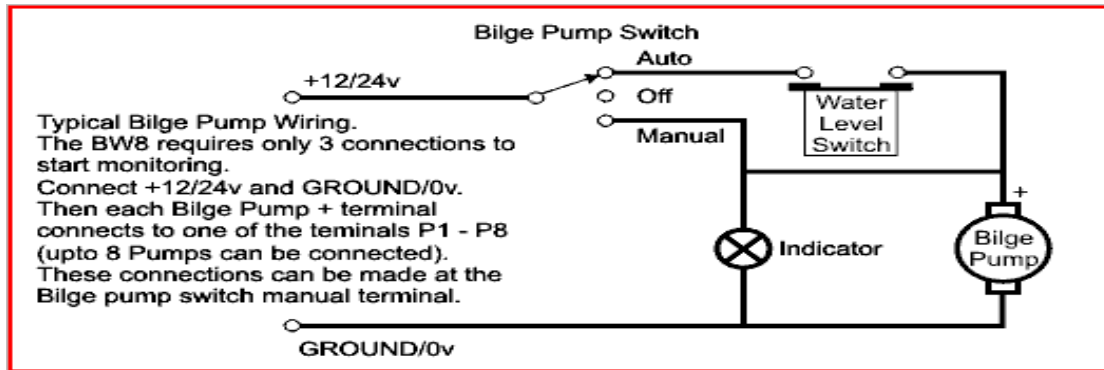 Bilge Pump Switch
Auto
+12/24v
Off
Manual
Water
Level
Switch
Typical Bilge Pump Wiring.
The BW8 requires only 3 connections to
start monitoring.
Connect +12/24v and GROUND/0v.
Then each Bilge Pump + terminal
connects to one of the teminals P1 - P8
(upto 8 Pumps can be connected).
These connections can be made at the
Bilge pump switch manual terminal.
Indicator
+
Bilge
Pump
GROUND/0v